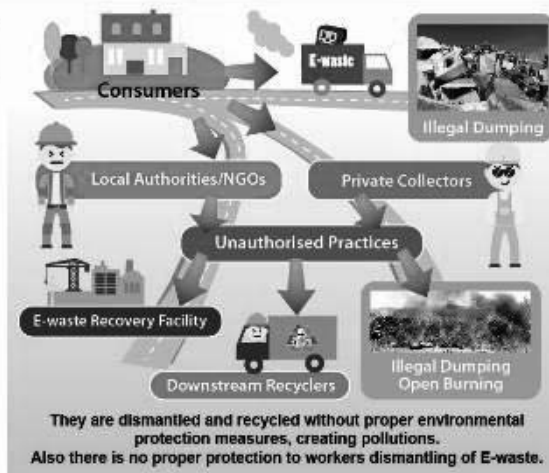 E-waste
Consumers
Illegal Dumping
Local Authorities/NGOs
Private Collectors
Unauthorised Practices
E-waste Recovery Facility
Downstream Recyclers
Illegal Dumping
Open Burning
They are dismantled and recycled without proper environmental
protection measures, creating pollutions.
Also there is no proper protection to workers dismantling of E-waste.